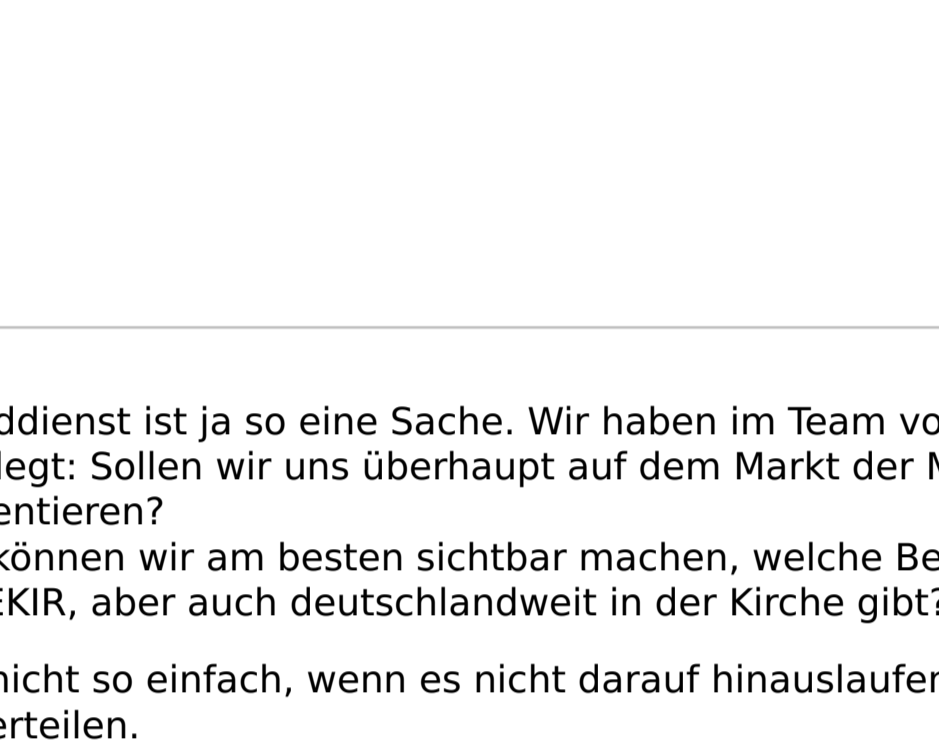 ddienst ist ja so eine Sache. Wir haben im Team vo
legt: Sollen wir uns überhaupt auf dem Markt der
entieren?
können wir am besten sichtbar machen, welche Be
EKIR, aber auch deutschlandweit in der Kirche gibt?
nicht so einfach, wenn es nicht darauf hinauslaufen
erteilen.